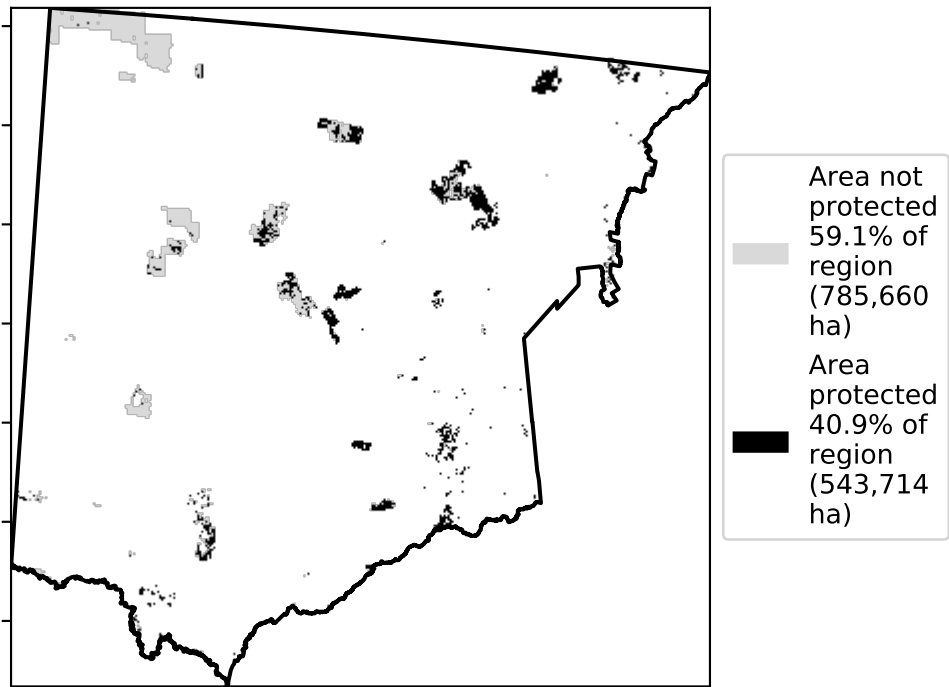 Area not
protected
59.1% of
region
(785,660
ha)
Area
protected
40.9% of
region
(543,714
ha)